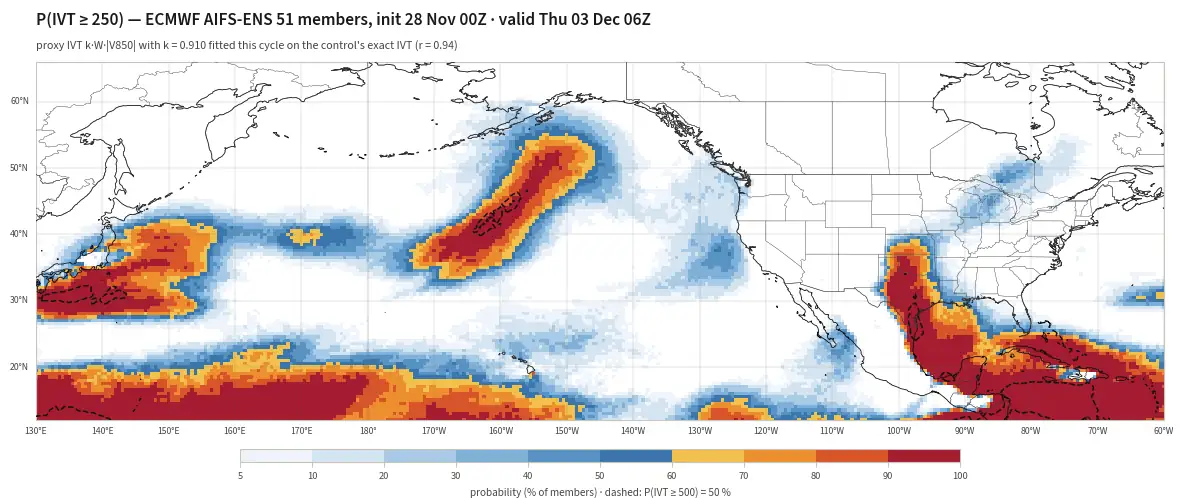 P(IVT ≥ 250) — ECMWF AIFS-ENS 51 members, init 28 Nov 00Z · valid Thu 03 Dec 06Z
proxy IVT k·W·|V850| with k = 0.910 fitted this cycle on the control's exact IVT (r = 0.94)
60°N
50°N
40°N
30°N
20°N
130°E 140°E 150°E 160°E 170°E 180° 170°W 160°W 150°W 140°W 130°W 120°W 110°W 100°W 90°W 80°W 70°W 60°W
5 10 20 30 40 50 60 70 80 90 100
probability (% of members) · dashed: P(IVT ≥ 500) = 50 %